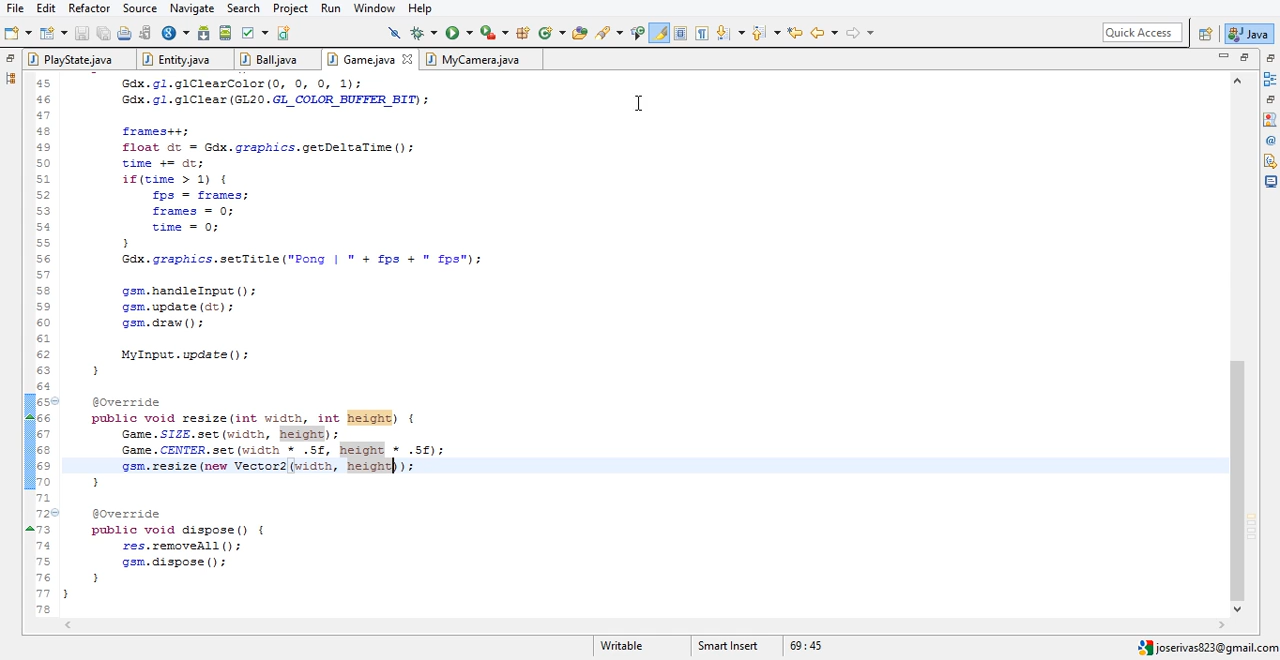 File Edit Refactor Source Navigate Search Project Run Window Help
Quick Access Java
PlayState.java Entity.java Ball.java Game.java MyCamera.java
45 Gdx.gl.glClearColor(0, 0, 0, 1);
46 Gdx.gl.glClear(GL20.GL_COLOR_BUFFER_BIT);
47
48 frames++;
49 float dt = Gdx.graphics.getDeltaTime();
50 time += dt;
51 if(time > 1) {
52 fps = frames;
53 frames = 0;
54 time = 0;
55 }
56 Gdx.graphics.setTitle("Pong | " + fps + " fps");
57
58 gsm.handleInput();
59 gsm.update(dt);
60 gsm.draw();
61
62 MyInput.update();
63 }
64
65 @Override
66 public void resize(int width, int height) {
67 Game.SIZE.set(width, height);
68 Game.CENTER.set(width * .5f, height * .5f);
69 gsm.resize(new Vector2(width, height));
70 }
71
72 @Override
73 public void dispose() {
74 res.removeAll();
75 gsm.dispose();
76 }
77 }
78
Writable Smart Insert 69 : 45 joserivas823@gmail.com